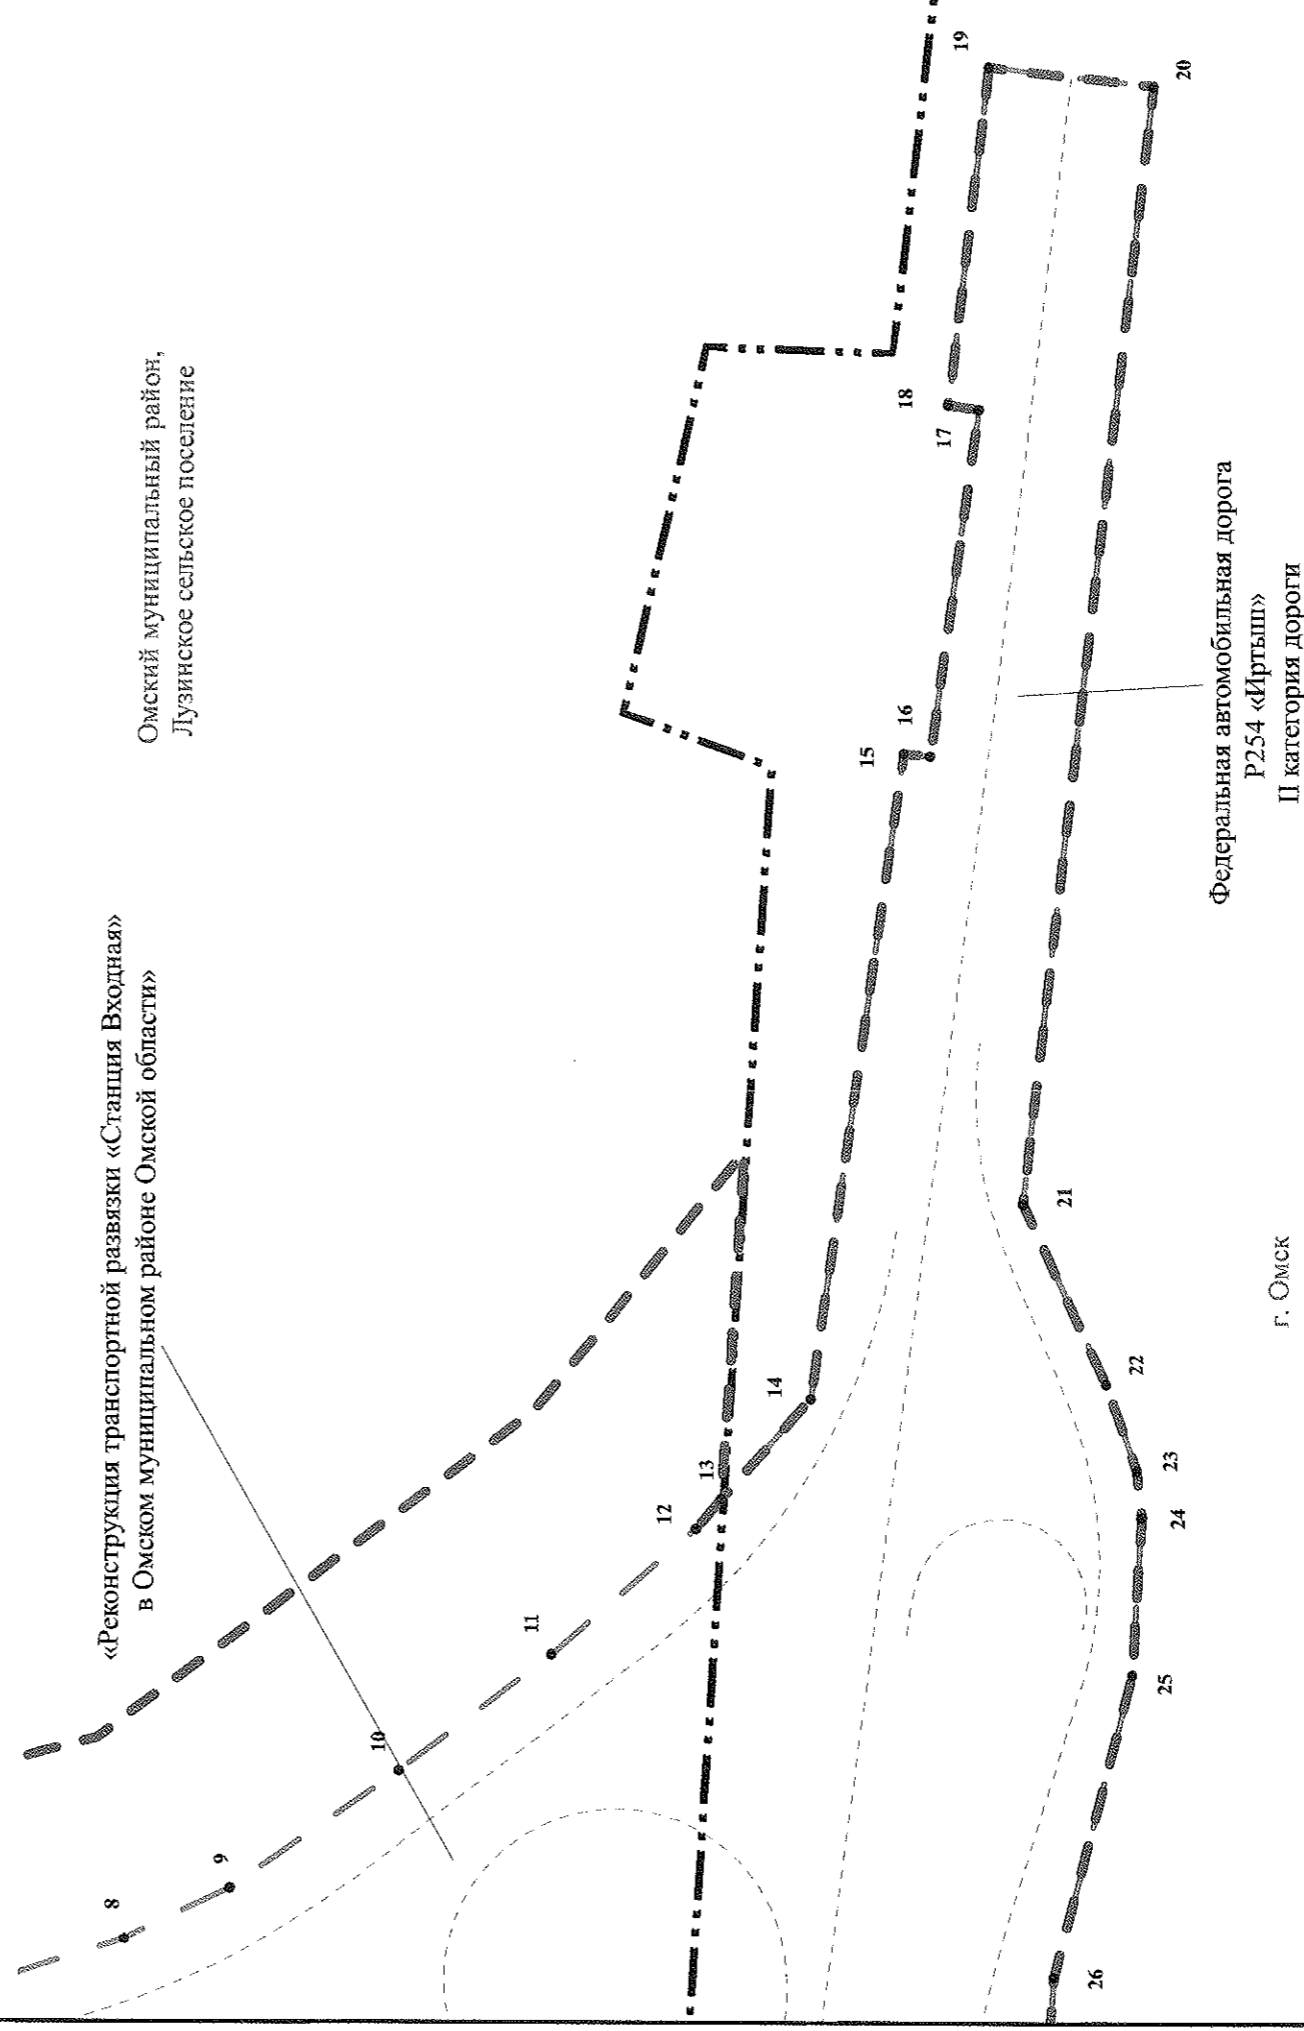 Омский муниципальный район,
Лузинское сельское поселение
«Реконструкция транспортной развязки «Станция Входная»
в Омском муниципальном районе Омской области»
8
9
10
11
12
13
14
15
16
17
18
19
20
21
22
23
24
25
26
Федеральная автомобильная дорога
Р254 «Иртыш»
II категория дороги
г. Омск